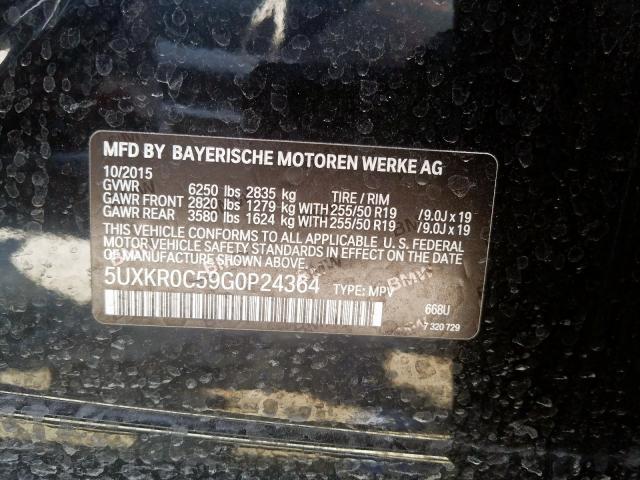 MFD BY BAYERISCHE MOTOREN WERKE AG
10/2015
GVWR 6250 lbs 2835 kg TIRE / RIM
GAWR FRONT 2820 lbs 1279 kg WITH 255/50 R19 /9.0J x 19
GAWR REAR 3580 lbs 1624 kg WITH 255/50 R19 /9.0J x 19
THIS VEHICLE CONFORMS TO ALL APPLICABLE U. S. FEDERAL
MOTOR VEHICLE SAFETY STANDARDS IN EFFECT ON THE DATE
OF MANUFACTURE SHOWN ABOVE.
5UXKR0C59G0P24364 TYPE: MPV
668U
7 320 729
BMW